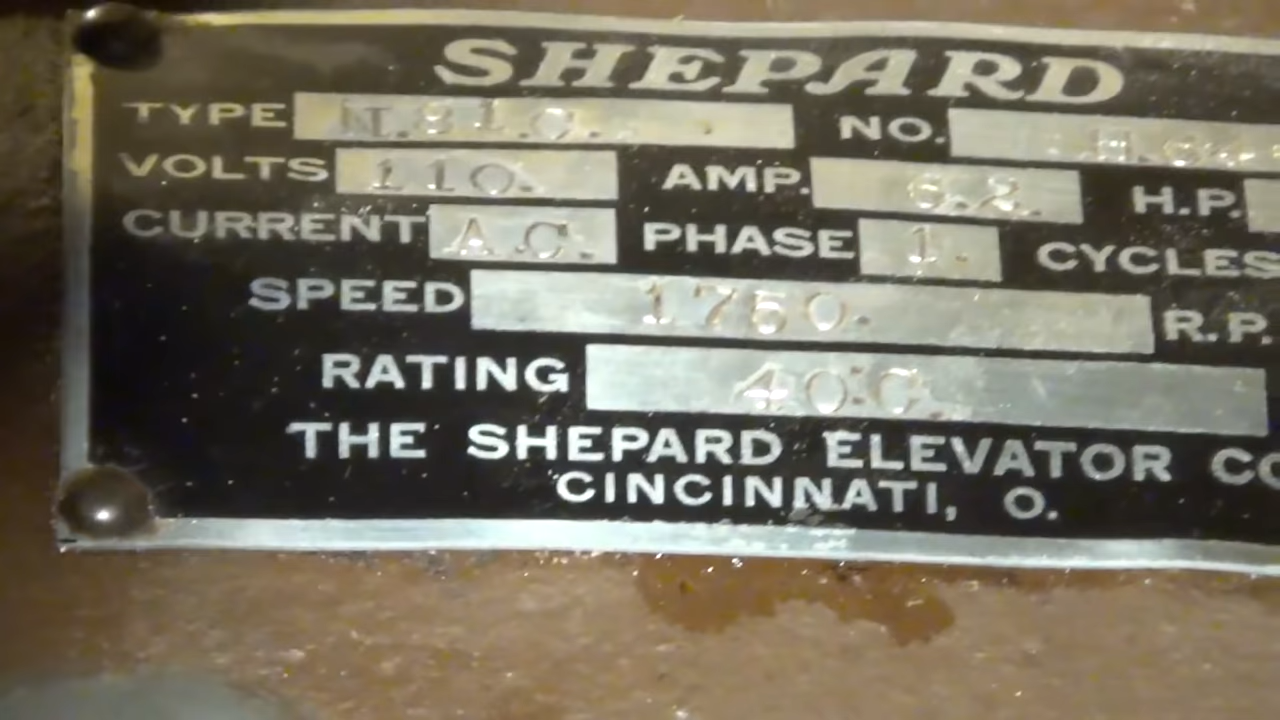 SHEPARD
TYPE NO.
VOLTS 110. AMP. 6.2. H.P.
CURRENT A.C. PHASE 1. CYCLES
SPEED 1750. R.P.
RATING 40°C.
THE SHEPARD ELEVATOR CO
CINCINNATI, O.